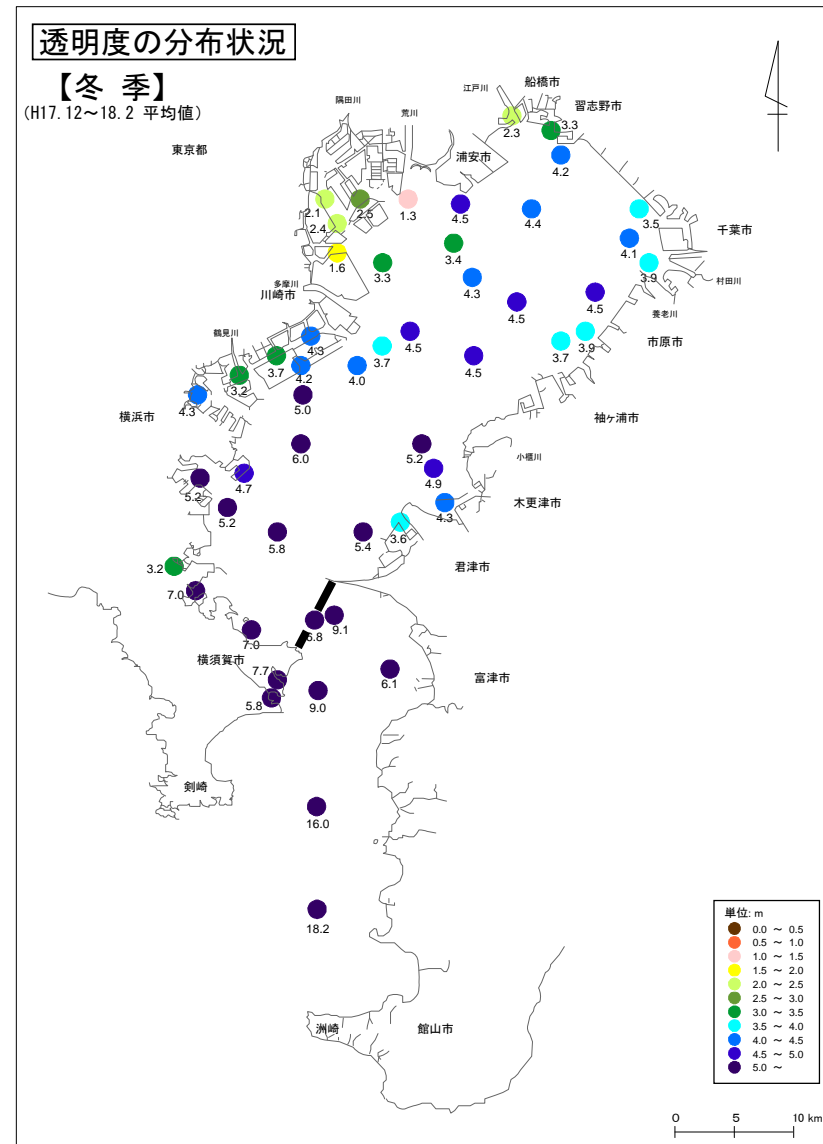 透明度の分布状況
【冬 季】
(H17.12～18.2 平均値)
東京都
隅田川
荒川
江戸川
船橋市
習志野市
浦安市
2.3
3.3
4.2
2.1
2.5
1.3
4.5
4.4
3.5
千葉市
2.4
3.4
4.1
1.6
3.3
4.3
3.9
村田川
多摩川
川崎市
4.5
4.5
養老川
鶴見川
4.3
4.5
3.9
市原市
3.7
3.7
3.7
4.2
4.0
4.5
3.2
4.3
5.0
横浜市
袖ヶ浦市
6.0
5.2
小櫃川
4.9
5.2
4.7
木更津市
4.3
5.2
3.6
5.8
5.4
君津市
3.2
7.0
9.1
7.0
横須賀市
7.7
6.1
富津市
5.8
9.0
剣崎
16.0
18.2
洲崎
館山市
単位: m
0.0 ～ 0.5
0.5 ～ 1.0
1.0 ～ 1.5
1.5 ～ 2.0
2.0 ～ 2.5
2.5 ～ 3.0
3.0 ～ 3.5
3.5 ～ 4.0
4.0 ～ 4.5
4.5 ～ 5.0
5.0 ～
0 5 10 km